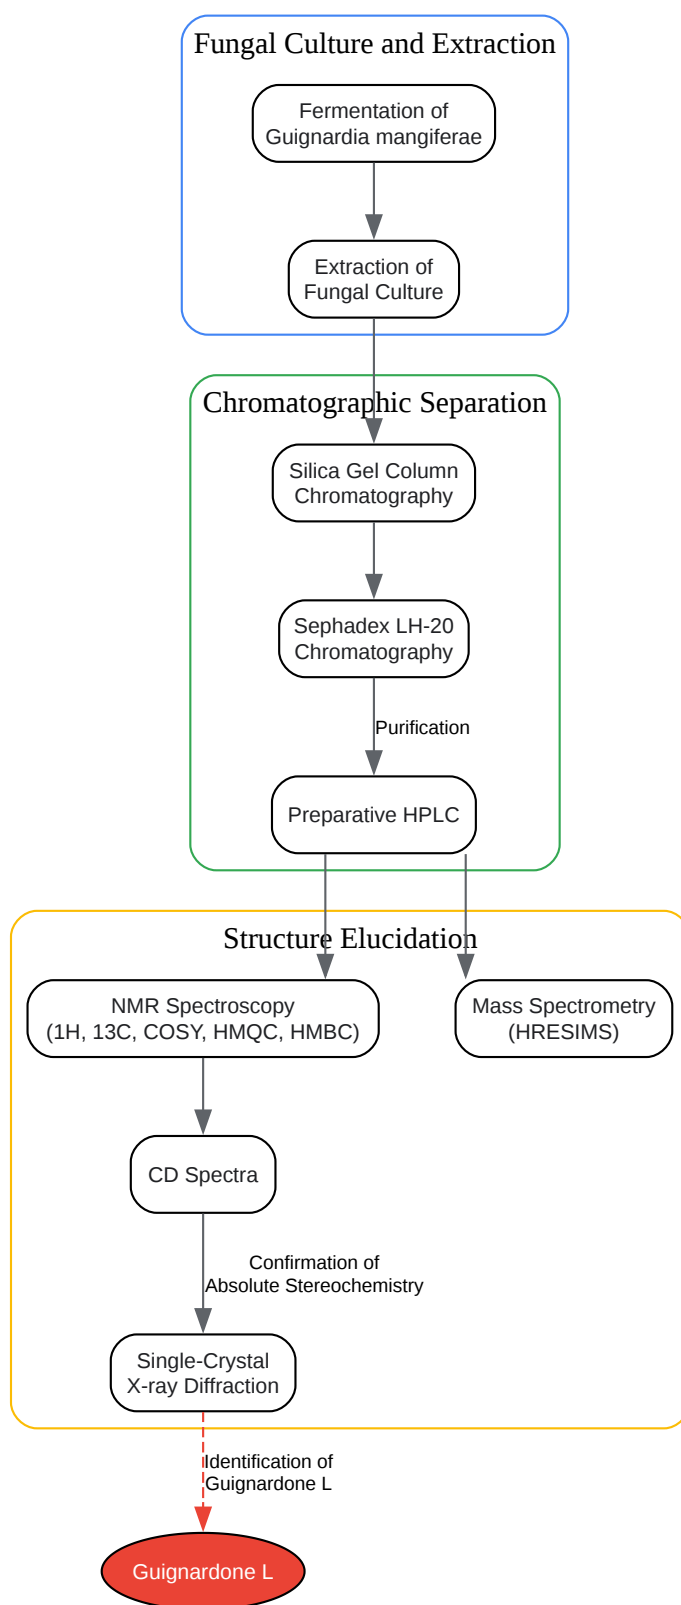 Fungal Culture and Extraction
Fermentation of
Guignardia mangiferae
Extraction of
Fungal Culture
Chromatographic Separation
Silica Gel Column
Chromatography
Sephadex LH-20
Chromatography
Purification
Preparative HPLC
Structure Elucidation
NMR Spectroscopy
(1H, 13C, COSY, HMQC, HMBC)
Mass Spectrometry
(HRESIMS)
CD Spectra
Confirmation of
Absolute Stereochemistry
Single-Crystal
X-ray Diffraction
Identification of
Guignardone L
Guignardone L